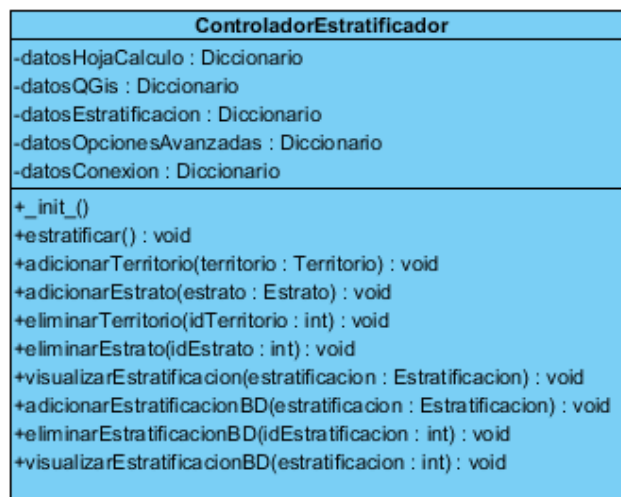 ControladorEstratificador
-datosHojaCalculo : Diccionario
-datosQGis : Diccionario
-datosEstratificacion : Diccionario
-datosOpcionesAvanzadas : Diccionario
-datosConexion : Diccionario
+_init_()
+estratificar() : void
+adicionarTerritorio(territorio : Territorio) : void
+adicionarEstrato(estrato : Estrato) : void
+eliminarTerritorio(idTerritorio : int) : void
+eliminarEstrato(idEstrato : int) : void
+visualizarEstratificacion(estratificacion : Estratificacion) : void
+adicionarEstratificacionBD(estratificacion : Estratificacion) : void
+eliminarEstratificacionBD(idEstratificacion : int) : void
+visualizarEstratificacionBD(estratificacion : int) : void